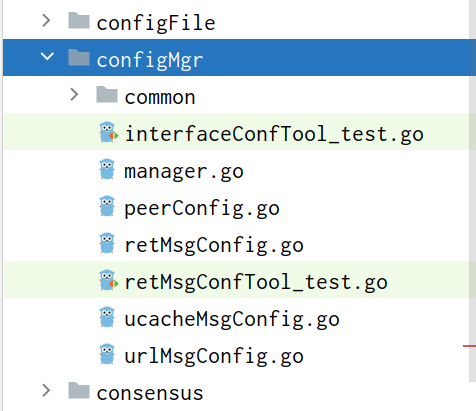 configFile
configMgr
common
interfaceConfTool_test.go
manager.go
peerConfig.go
retMsgConfig.go
retMsgConfTool_test.go
ucacheMsgConfig.go
urlMsgConfig.go
consensus